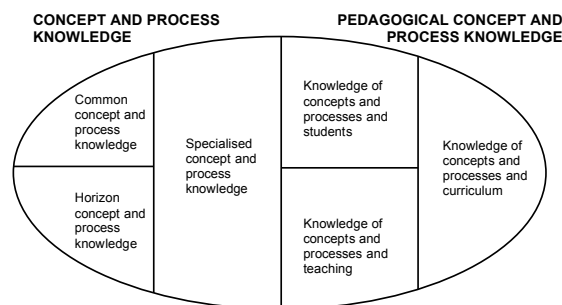 CONCEPT AND PROCESS
KNOWLEDGE
PEDAGOGICAL CONCEPT AND
PROCESS KNOWLEDGE
Common
concept and
process
knowledge
Horizon
concept and
process
knowledge
Specialised
concept and
process
knowledge
Knowledge of
concepts and
processes and
students
Knowledge of
concepts and
processes and
teaching
Knowledge of
concepts and
processes and
curriculum